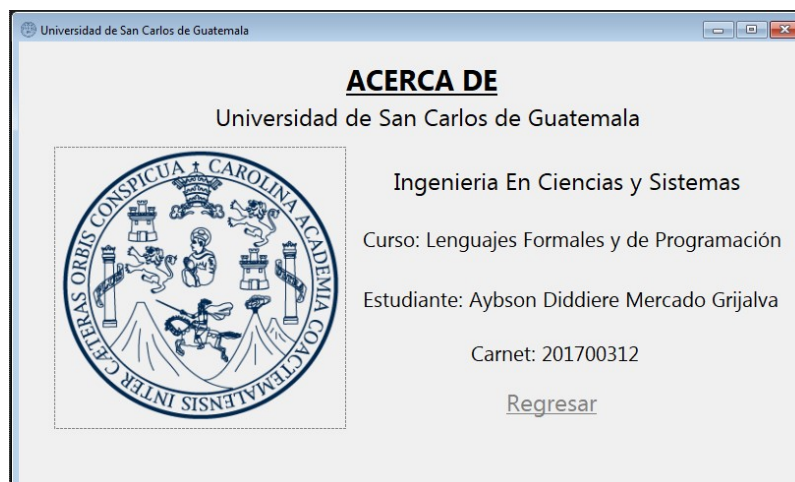 Universidad de San Carlos de Guatemala
ACERCA DE
Universidad de San Carlos de Guatemala
CAROLINA ACADEMIA COACTEMALENSIS INTER CÆTERAS ORBIS CONSPICUA
Ingenieria En Ciencias y Sistemas
Curso: Lenguajes Formales y de Programación
Estudiante: Aybson Diddiere Mercado Grijalva
Carnet: 201700312
Regresar